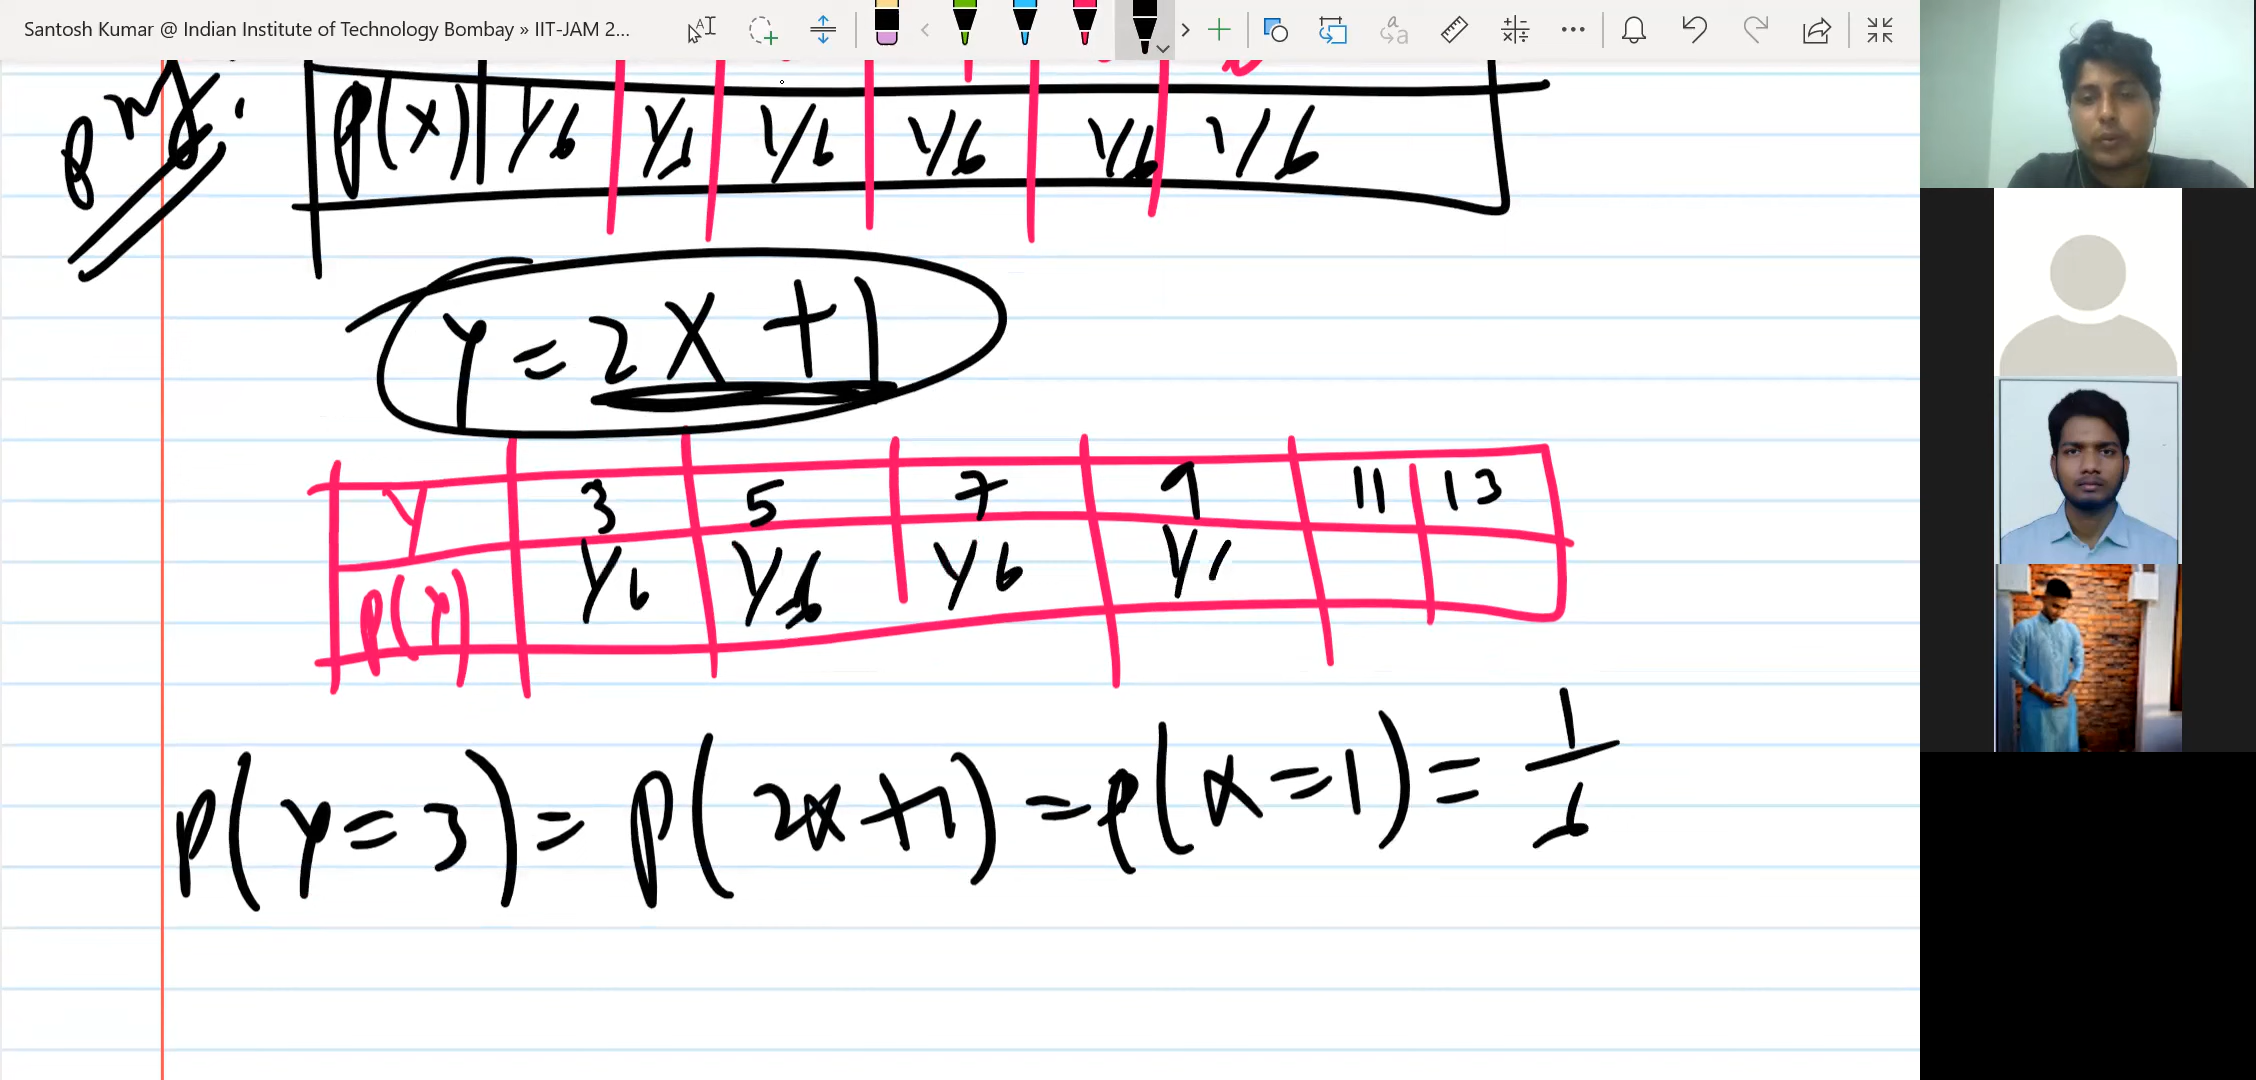 Santosh Kumar @ Indian Institute of Technology Bombay » IIT-JAM 2...
Pmf.
P(x) 1/6 1/6 1/6 1/6 1/6 1/6
Y = 2X + 1
Y 3 5 7 9 11 13
P(Y) 1/6 1/6 1/6 1/
P(Y=3) = P(2x+1) = P(x=1) = 1/6